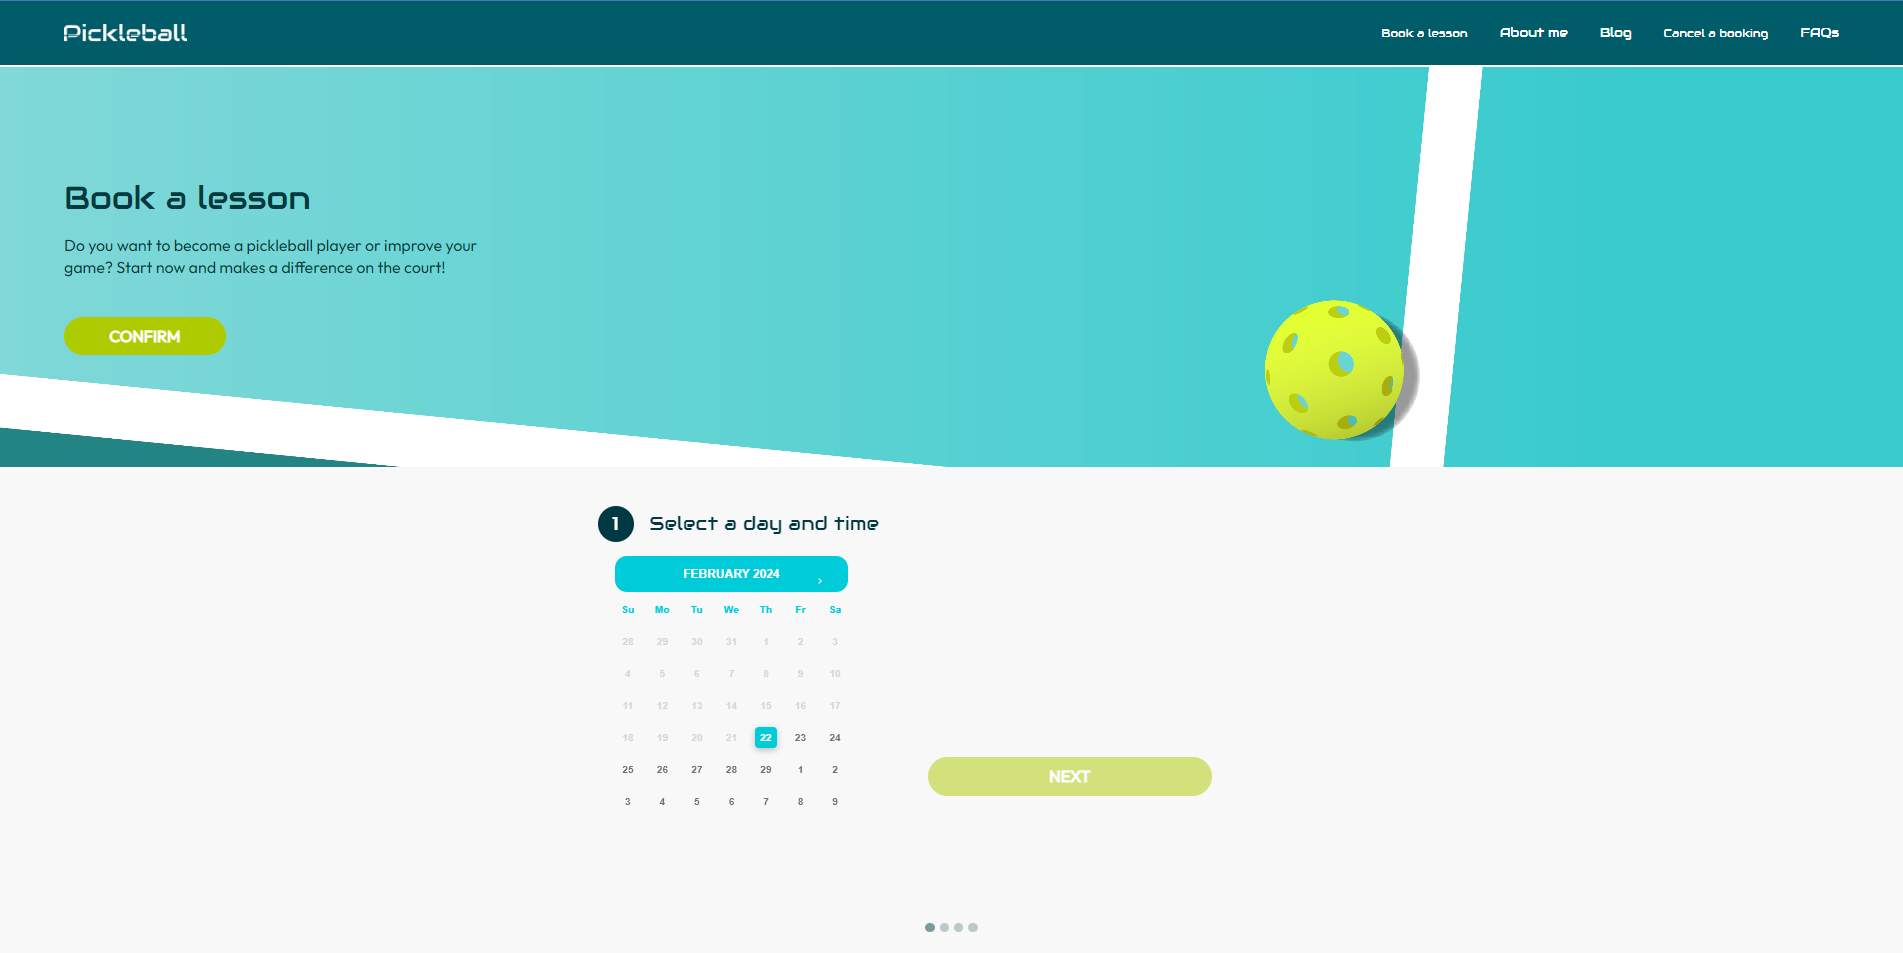 Pickleball
Book a lesson
About me
Blog
Cancel a booking
FAQs
Book a lesson
Do you want to become a pickleball player or improve your
game? Start now and makes a difference on the court!
CONFIRM
1 Select a day and time
FEBRUARY 2024 ›
Su Mo Tu We Th Fr Sa
28 29 30 31 1 2 3
4 5 6 7 8 9 10
11 12 13 14 15 16 17
18 19 20 21 22 23 24
25 26 27 28 29 1 2
3 4 5 6 7 8 9
NEXT